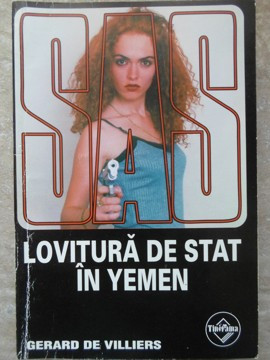 SAS
LOVITURĂ DE STAT
ÎN YEMEN
GERARD DE VILLIERS
Tinerama